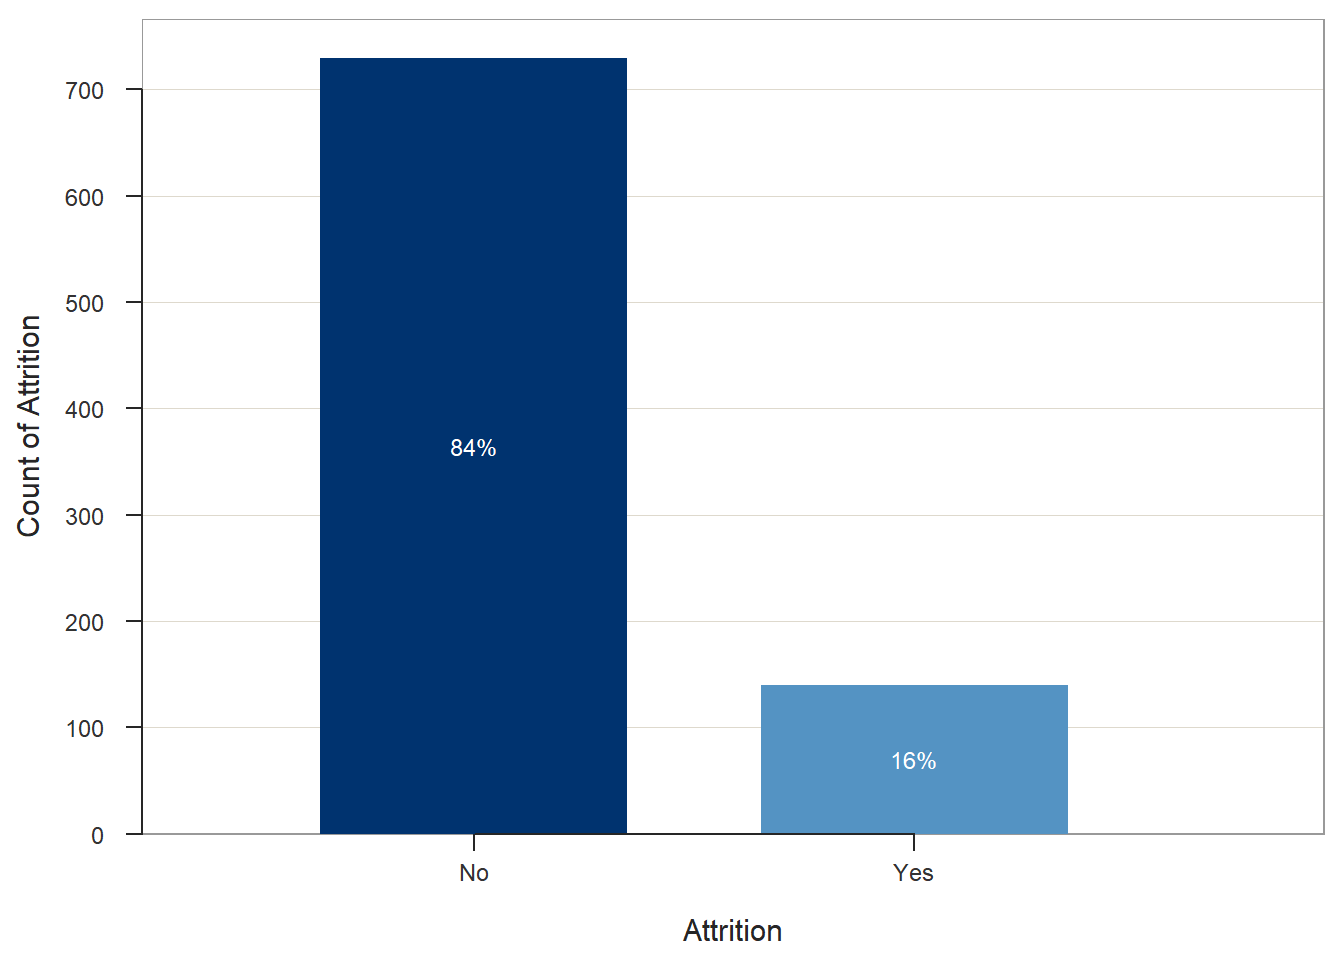 Count of Attrition
700
600
500
400
300
200
100
0
84%
16%
No
Yes
Attrition